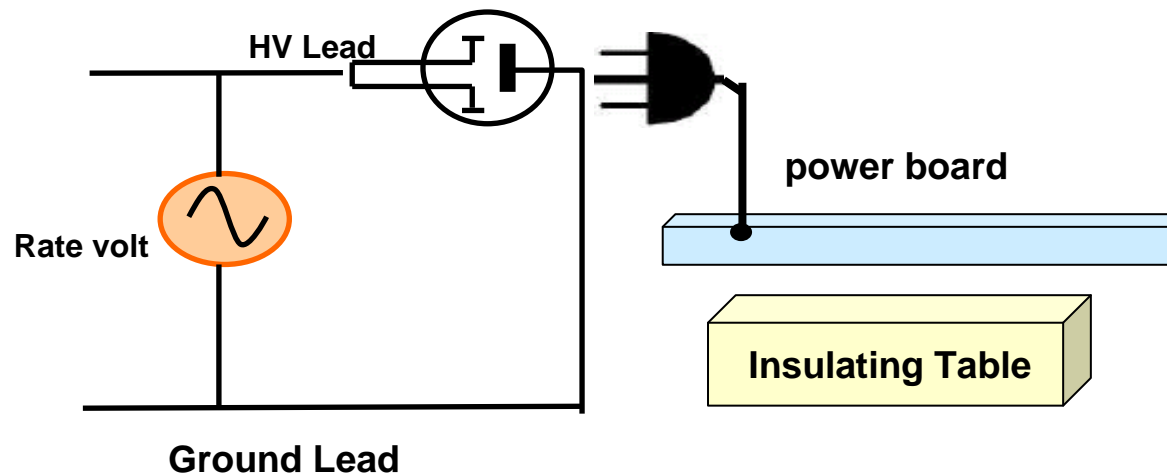 HV Lead
power board
Rate volt
Insulating Table
Ground Lead